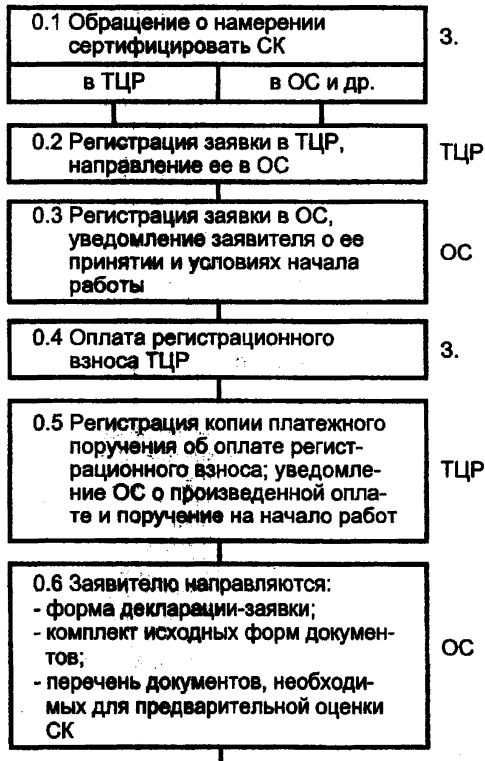 0.1 Обращение о намерении
сертифицировать СК
З.
в ТЦР
в ОС и др.
0.2 Регистрация заявки в ТЦР,
направление ее в ОС
ТЦР
0.3 Регистрация заявки в ОС,
уведомление заявителя о ее
принятии и условиях начала
работы
ОС
0.4 Оплата регистрационного
взноса ТЦР
З.
0.5 Регистрация копии платежного
поручения об оплате регист-
рационного взноса; уведомле-
ние ОС о произведенной опла-
те и поручение на начало работ
ТЦР
0.6 Заявителю направляются:
- форма декларации-заявки;
- комплект исходных форм докумен-
тов;
- перечень документов, необходи-
мых для предварительной оценки
СК
ОС